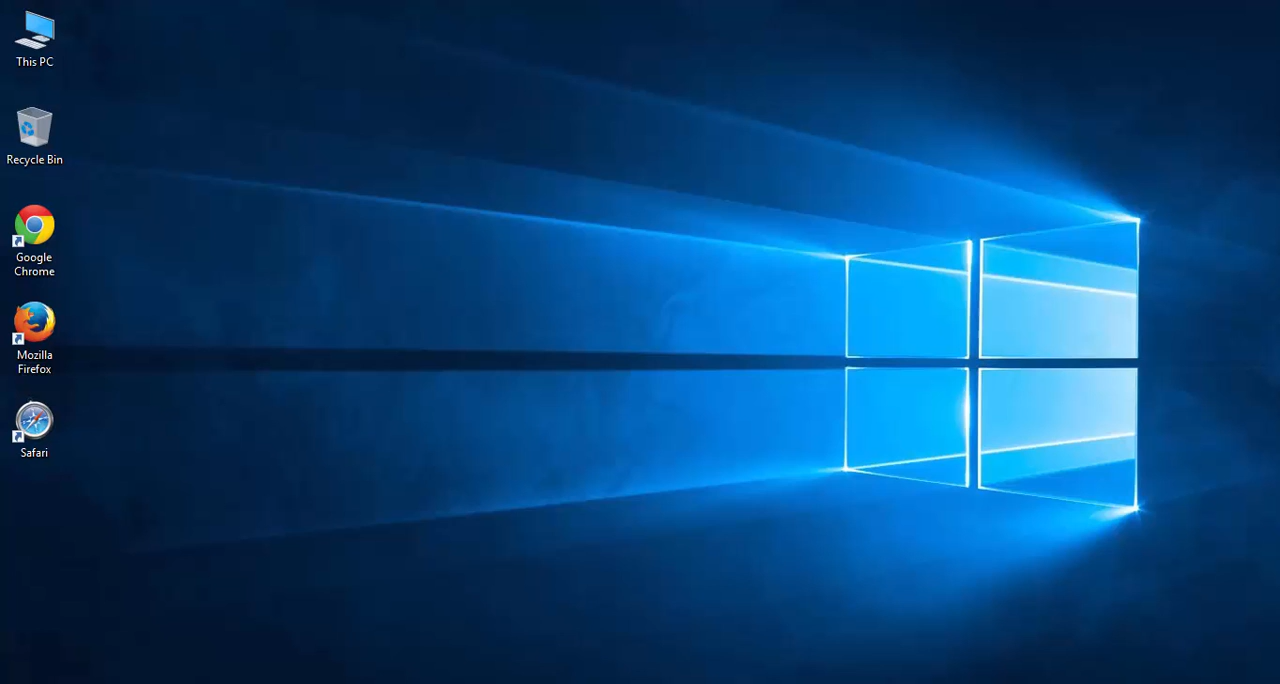 This PC
Recycle Bin
Google
Chrome
Mozilla
Firefox
Safari